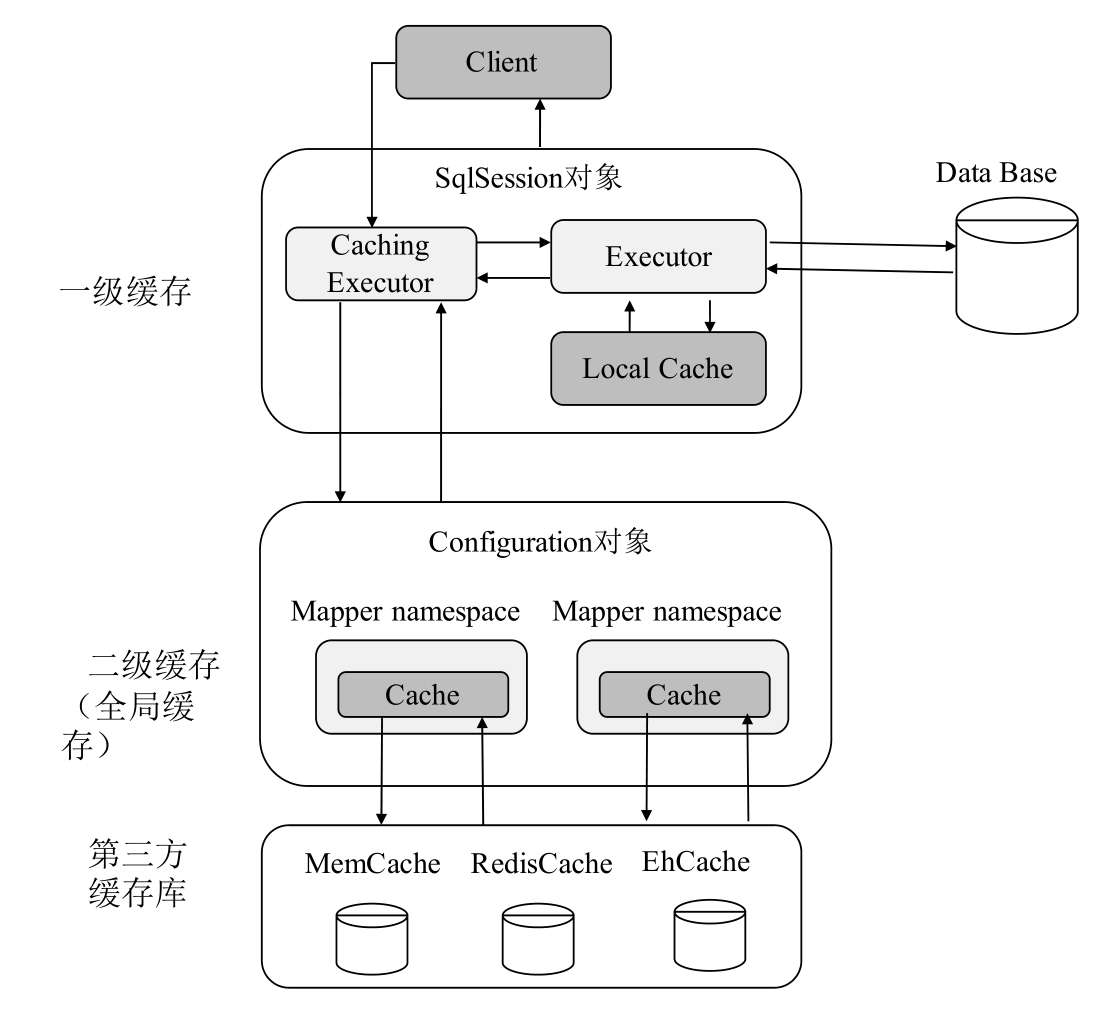 Client
SqlSession对象
Data Base
Caching
Executor
Executor
一级缓存
Local Cache
Configuration对象
Mapper namespace
Mapper namespace
二级缓存
（全局缓
存）
Cache
Cache
第三方
缓存库
MemCache
RedisCache
EhCache